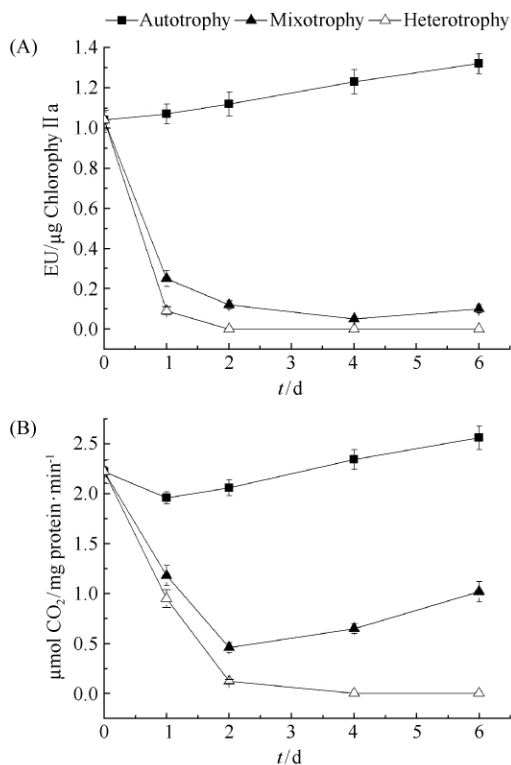 Autotrophy Mixotrophy Heterotrophy
(A)
1.4
1.2
1.0
0.8
0.6
0.4
0.2
0.0
EU/μg Chlorophy II a
0 1 2 3 4 5 6
t/d
(B)
2.5
2.0
1.5
1.0
0.5
0.0
μmol CO₂/mg protein·min⁻¹
0 1 2 3 4 5 6
t/d